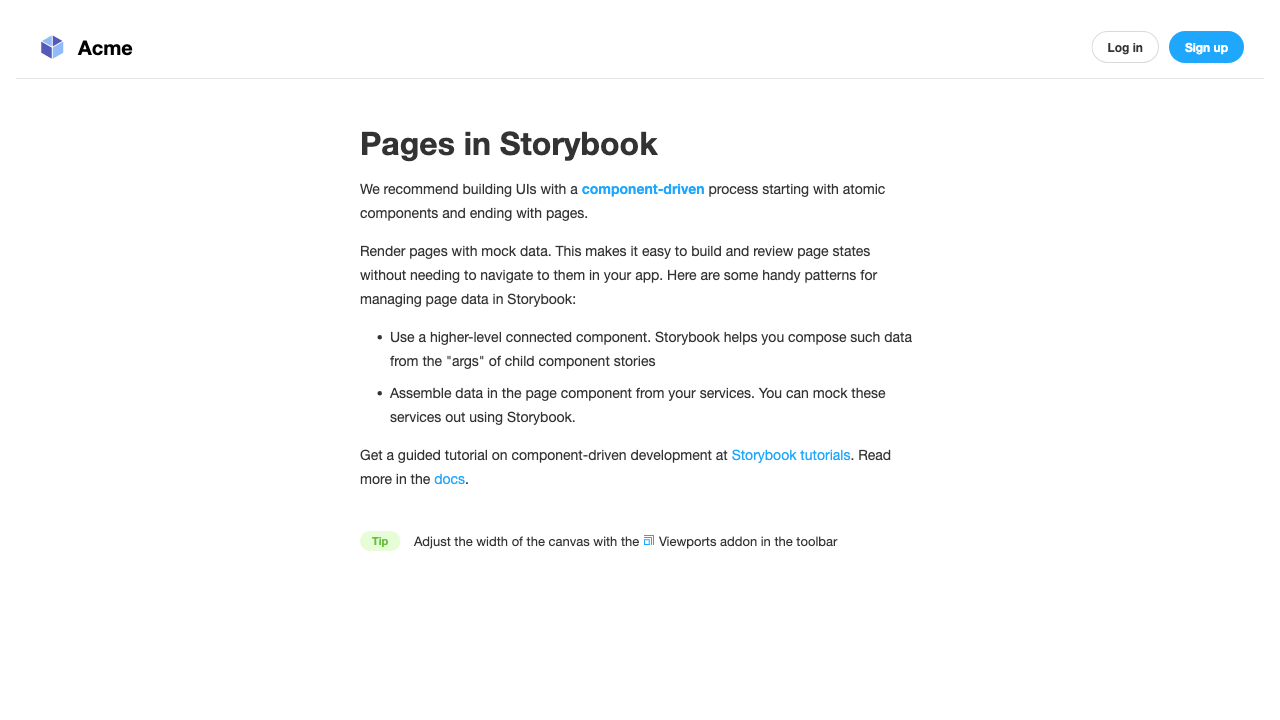 Acme
Log in
Sign up
Pages in Storybook
We recommend building UIs with a component-driven process starting with atomic
components and ending with pages.
Render pages with mock data. This makes it easy to build and review page states
without needing to navigate to them in your app. Here are some handy patterns for
managing page data in Storybook:
• Use a higher-level connected component. Storybook helps you compose such data
from the "args" of child component stories
• Assemble data in the page component from your services. You can mock these
services out using Storybook.
Get a guided tutorial on component-driven development at Storybook tutorials. Read
more in the docs.
Tip Adjust the width of the canvas with the Viewports addon in the toolbar